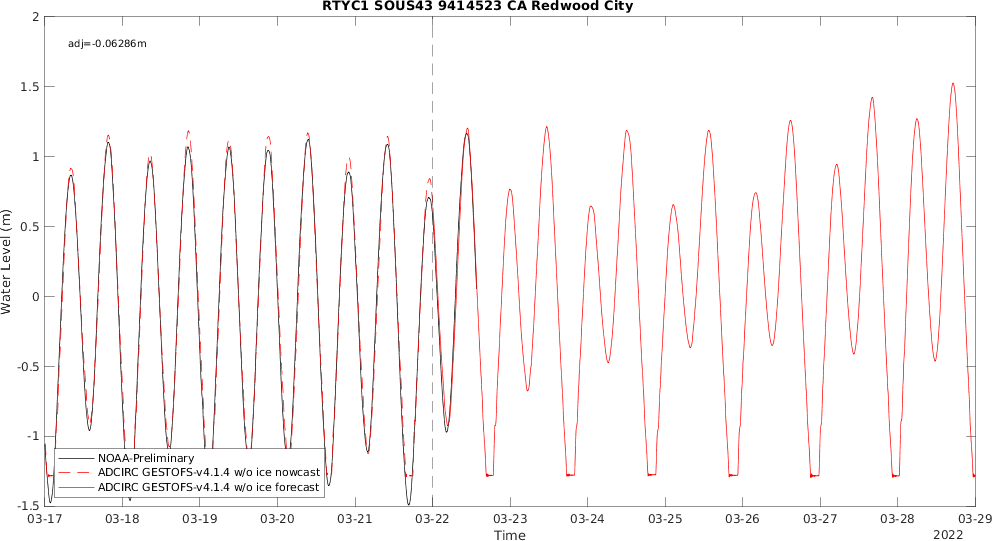 RTYC1 SOUS43 9414523 CA Redwood City
adj=-0.06286m
2
1.5
1
0.5
0
-0.5
-1
-1.5
Water Level (m)
NOAA-Preliminary
ADCIRC GESTOFS-v4.1.4 w/o ice nowcast
ADCIRC GESTOFS-v4.1.4 w/o ice forecast
03-17 03-18 03-19 03-20 03-21 03-22 03-23 03-24 03-25 03-26 03-27 03-28 03-29
Time
2022